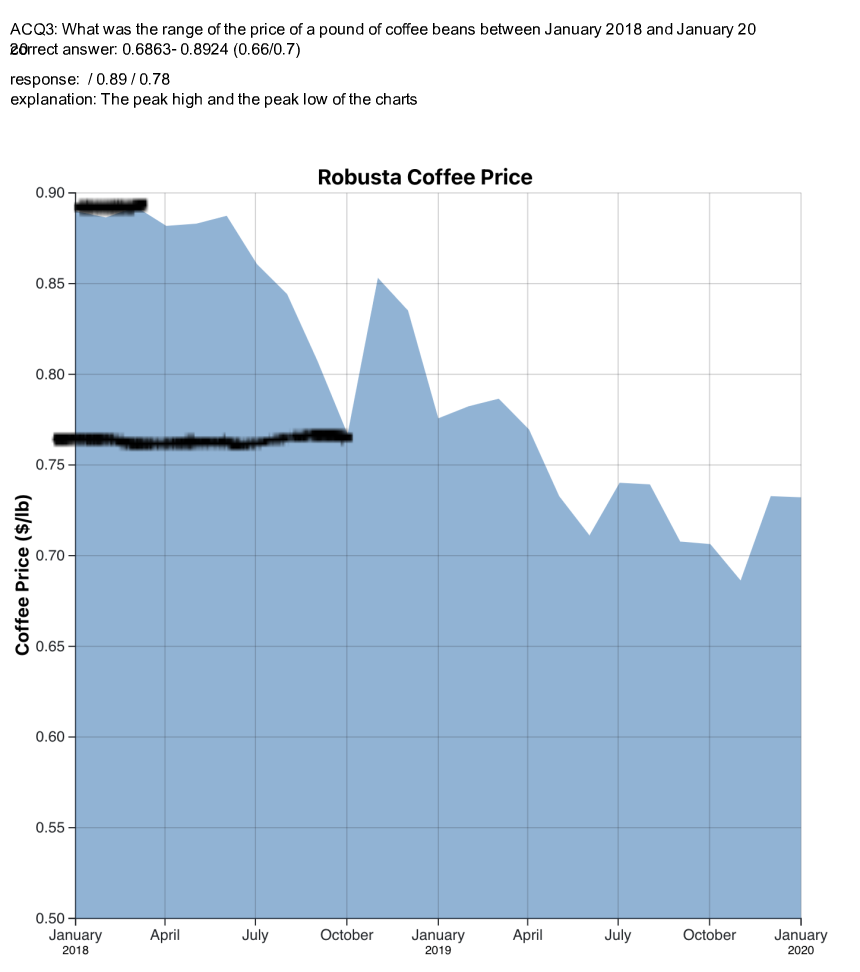 ACQ3: What was the range of the price of a pound of coffee beans between January 2018 and January 20
20
correct answer: 0.6863- 0.8924 (0.66/0.7)
response:  / 0.89 / 0.78
explanation: The peak high and the peak low of the charts
Robusta Coffee Price
0.90
0.85
0.80
0.75
0.70
0.65
0.60
0.55
0.50
Coffee Price ($/lb)
January April July October January April July October January
2018 2019 2020